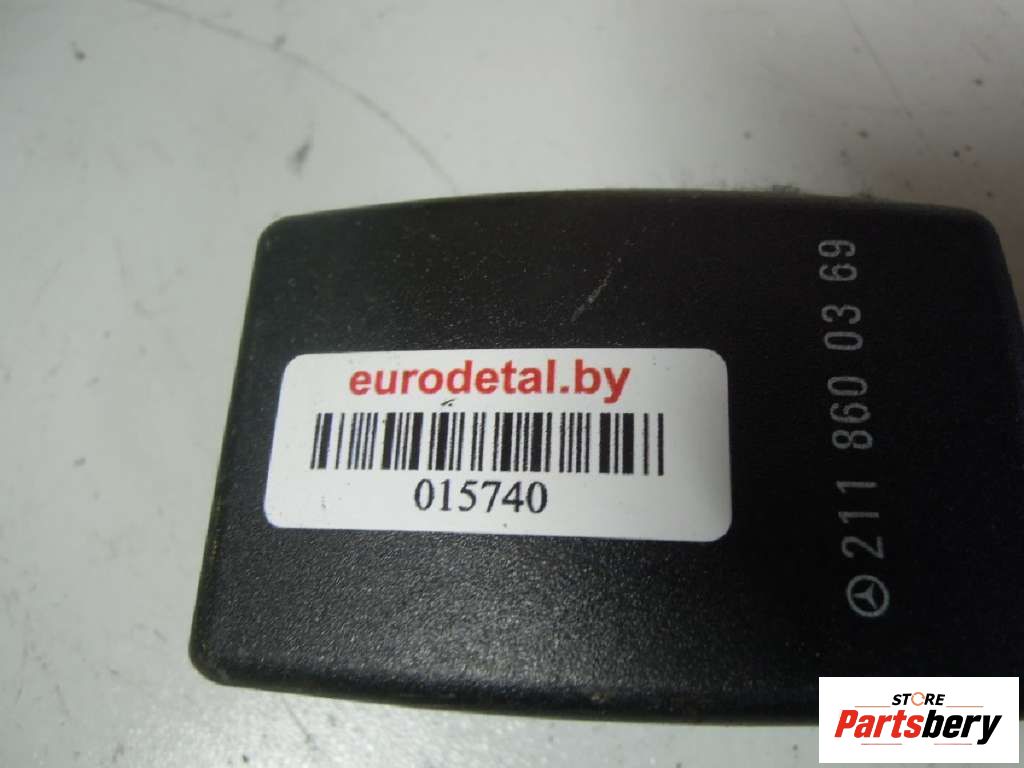 eurodetal.by
015740
211 860 03 69
STORE
Partsbery